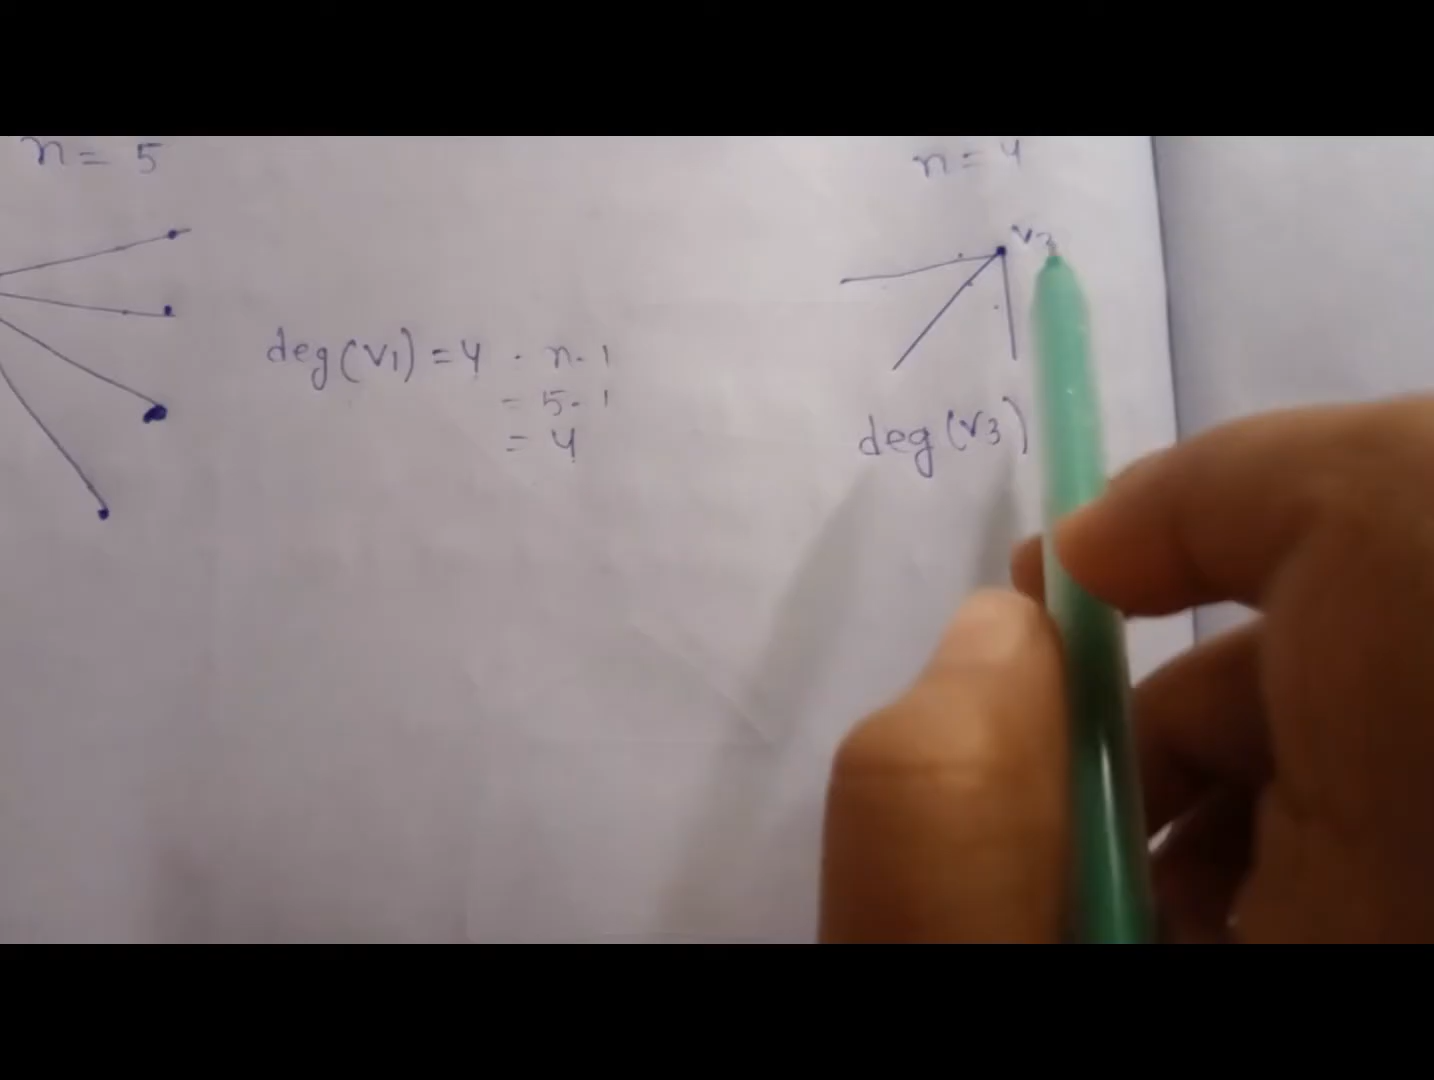 n = 5
n = 4
v3
deg(v1) = 4 · n - 1
= 5 - 1
= 4
deg(v3)